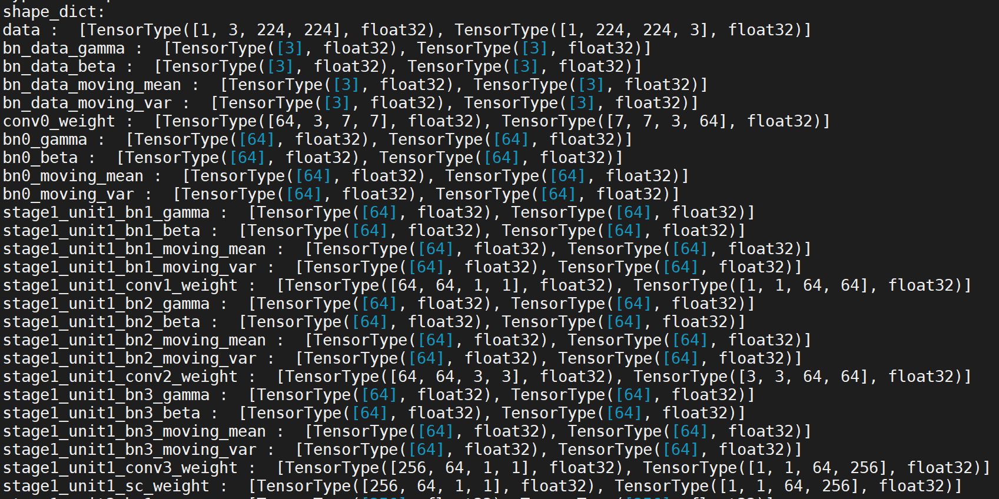 shape_dict:
data :  [TensorType([1, 3, 224, 224], float32), TensorType([1, 224, 224, 3], float32)]
bn_data_gamma :  [TensorType([3], float32), TensorType([3], float32)]
bn_data_beta :  [TensorType([3], float32), TensorType([3], float32)]
bn_data_moving_mean :  [TensorType([3], float32), TensorType([3], float32)]
bn_data_moving_var :  [TensorType([3], float32), TensorType([3], float32)]
conv0_weight :  [TensorType([64, 3, 7, 7], float32), TensorType([7, 7, 3, 64], float32)]
bn0_gamma :  [TensorType([64], float32), TensorType([64], float32)]
bn0_beta :  [TensorType([64], float32), TensorType([64], float32)]
bn0_moving_mean :  [TensorType([64], float32), TensorType([64], float32)]
bn0_moving_var :  [TensorType([64], float32), TensorType([64], float32)]
stage1_unit1_bn1_gamma :  [TensorType([64], float32), TensorType([64], float32)]
stage1_unit1_bn1_beta :  [TensorType([64], float32), TensorType([64], float32)]
stage1_unit1_bn1_moving_mean :  [TensorType([64], float32), TensorType([64], float32)]
stage1_unit1_bn1_moving_var :  [TensorType([64], float32), TensorType([64], float32)]
stage1_unit1_conv1_weight :  [TensorType([64, 64, 1, 1], float32), TensorType([1, 1, 64, 64], float32)]
stage1_unit1_bn2_gamma :  [TensorType([64], float32), TensorType([64], float32)]
stage1_unit1_bn2_beta :  [TensorType([64], float32), TensorType([64], float32)]
stage1_unit1_bn2_moving_mean :  [TensorType([64], float32), TensorType([64], float32)]
stage1_unit1_bn2_moving_var :  [TensorType([64], float32), TensorType([64], float32)]
stage1_unit1_conv2_weight :  [TensorType([64, 64, 3, 3], float32), TensorType([3, 3, 64, 64], float32)]
stage1_unit1_bn3_gamma :  [TensorType([64], float32), TensorType([64], float32)]
stage1_unit1_bn3_beta :  [TensorType([64], float32), TensorType([64], float32)]
stage1_unit1_bn3_moving_mean :  [TensorType([64], float32), TensorType([64], float32)]
stage1_unit1_bn3_moving_var :  [TensorType([64], float32), TensorType([64], float32)]
stage1_unit1_conv3_weight :  [TensorType([256, 64, 1, 1], float32), TensorType([1, 1, 64, 256], float32)]
stage1_unit1_sc_weight :  [TensorType([256, 64, 1, 1], float32), TensorType([1, 1, 64, 256], float32)]